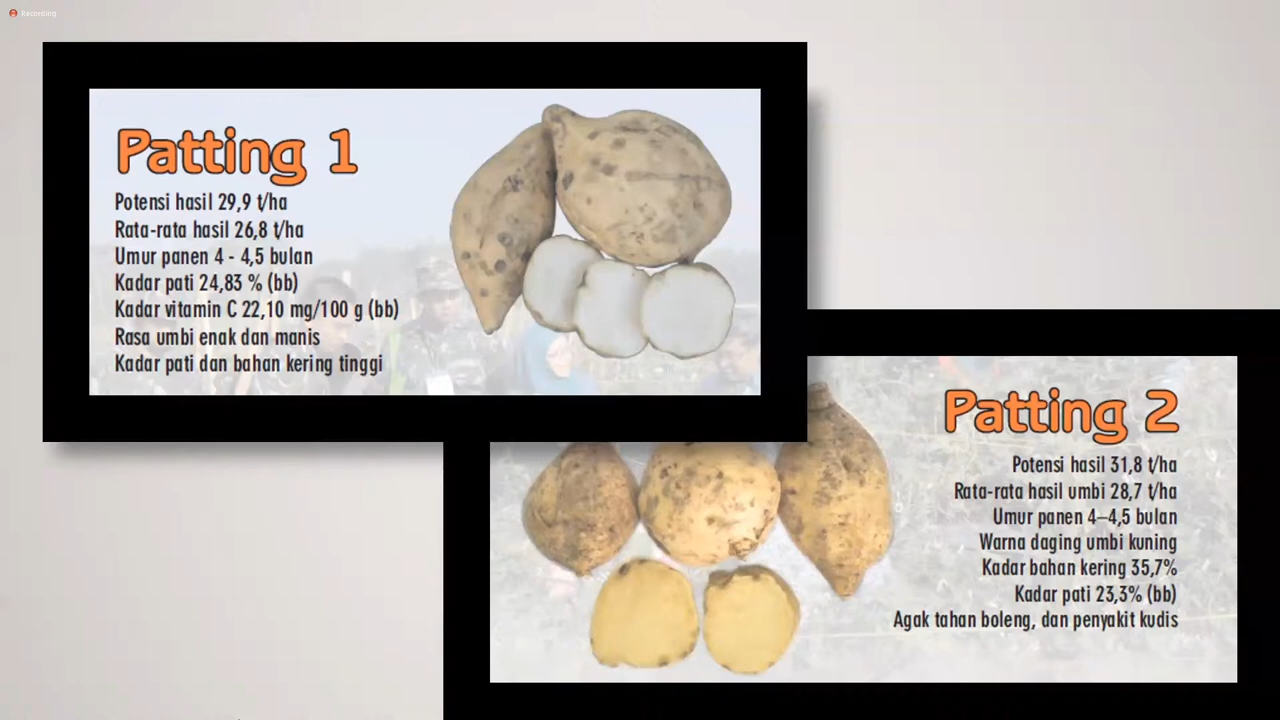 Recording
Patting 1
Potensi hasil 29,9 t/ha
Rata-rata hasil 26,8 t/ha
Umur panen 4 - 4,5 bulan
Kadar pati 24,83 % (bb)
Kadar vitamin C 22,10 mg/100 g (bb)
Rasa umbi enak dan manis
Kadar pati dan bahan kering tinggi
Patting 2
Potensi hasil 31,8 t/ha
Rata-rata hasil umbi 28,7 t/ha
Umur panen 4–4,5 bulan
Warna daging umbi kuning
Kadar bahan kering 35,7%
Kadar pati 23,3% (bb)
Agak tahan boleng, dan penyakit kudis